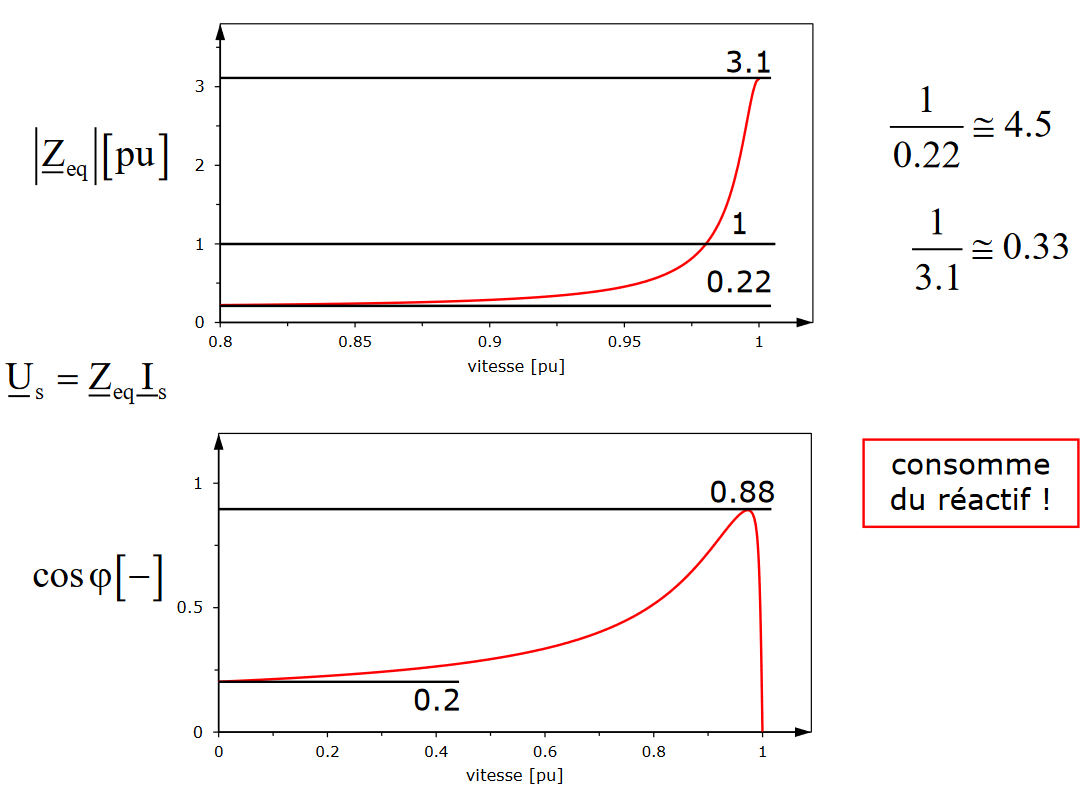 |Z_eq|[pu]
3
2
1
0
3.1
1
0.22
0.8 0.85 0.9 0.95 1
vitesse [pu]
1/0.22 ≅ 4.5
1/3.1 ≅ 0.33
U_s = Z_eq I_s
cos φ[−]
1
0.5
0
0.88
0.2
0 0.2 0.4 0.6 0.8 1
vitesse [pu]
consomme
du réactif !